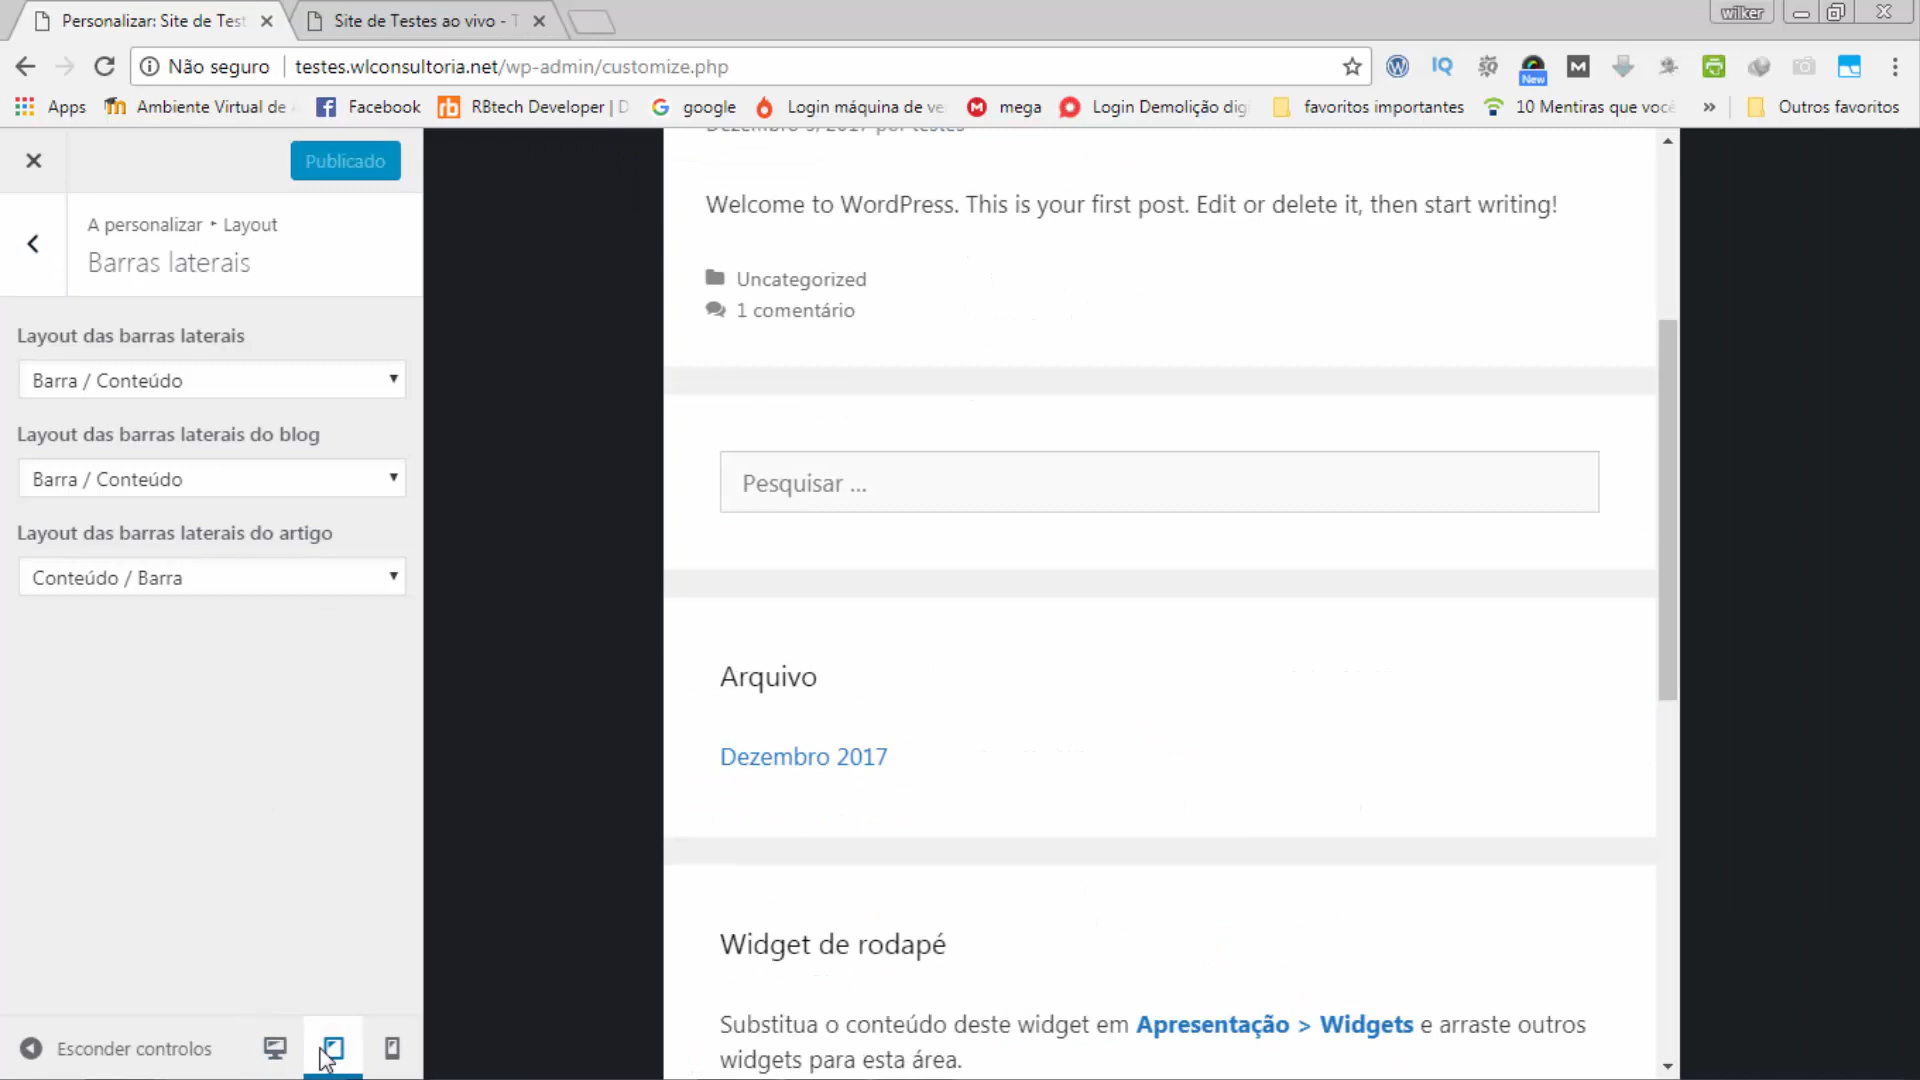 Personalizar: Site de Test
Site de Testes ao vivo - T
wilker
Não seguro
testes.wlconsultoria.net/wp-admin/customize.php
New
Apps
Ambiente Virtual de
Facebook
RBtech Developer | D
google
Login máquina de ve
mega
Login Demolição digi
favoritos importantes
10 Mentiras que você
»
Outros favoritos
Publicado
A personalizar ‣ Layout
Barras laterais
Layout das barras laterais
Barra / Conteúdo
Layout das barras laterais do blog
Barra / Conteúdo
Layout das barras laterais do artigo
Conteúdo / Barra
Esconder controlos
Welcome to WordPress. This is your first post. Edit or delete it, then start writing!
Uncategorized
1 comentário
Pesquisar ...
Arquivo
Dezembro 2017
Widget de rodapé
Substitua o conteúdo deste widget em Apresentação > Widgets e arraste outros
widgets para esta área.